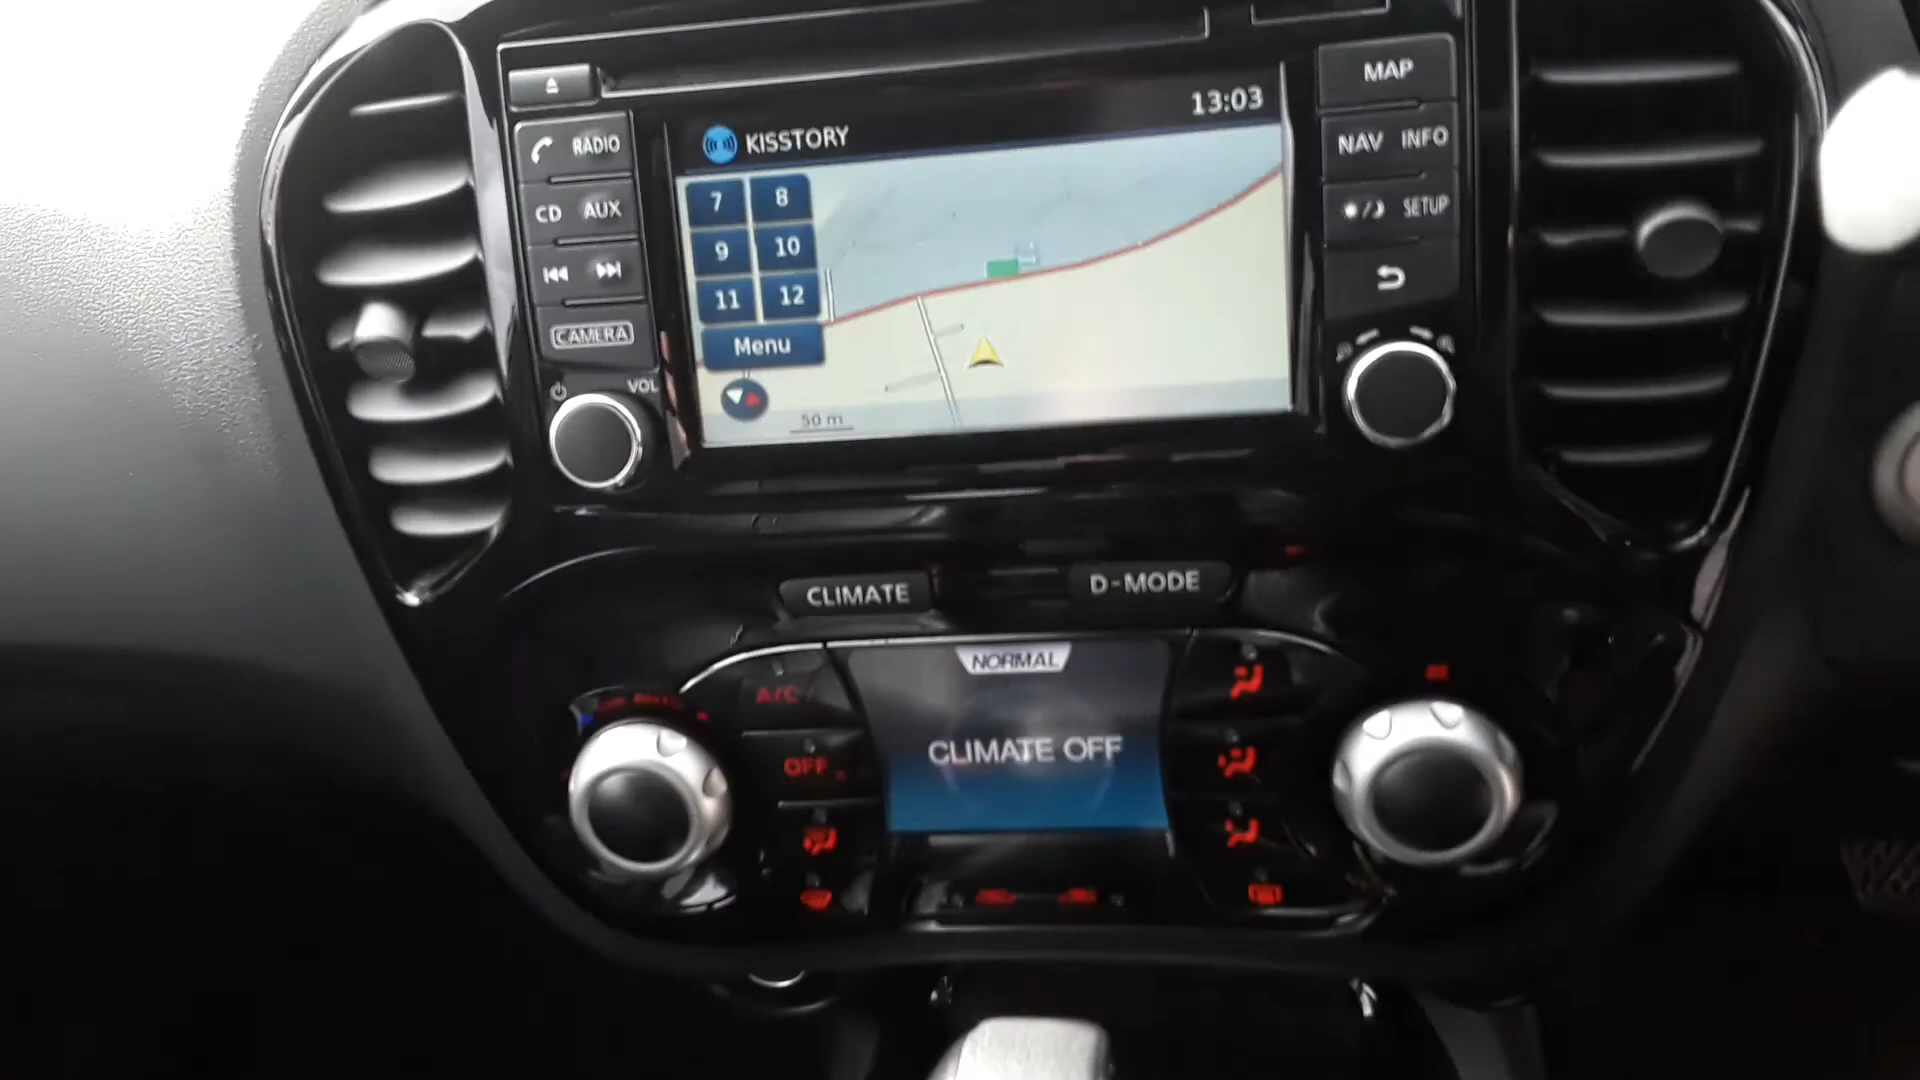 MAP
13:03
KISSTORY
RADIO
NAV INFO
CD AUX
SETUP
7 8
9 10
11 12
CAMERA
Menu
VOL
50 m
CLIMATE
D-MODE
NORMAL
A/C
CLIMATE OFF
OFF